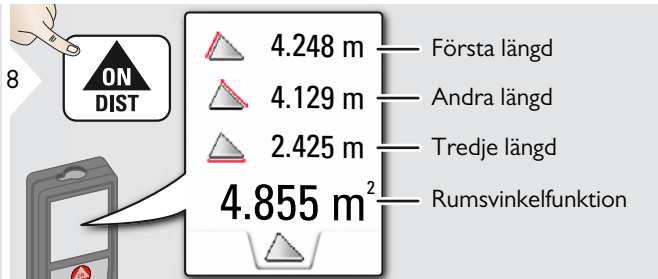 8
ON
DIST
4.248 m Första längd
4.129 m Andra längd
2.425 m Tredje längd
4.855 m² Rumsvinkelfunktion
ON